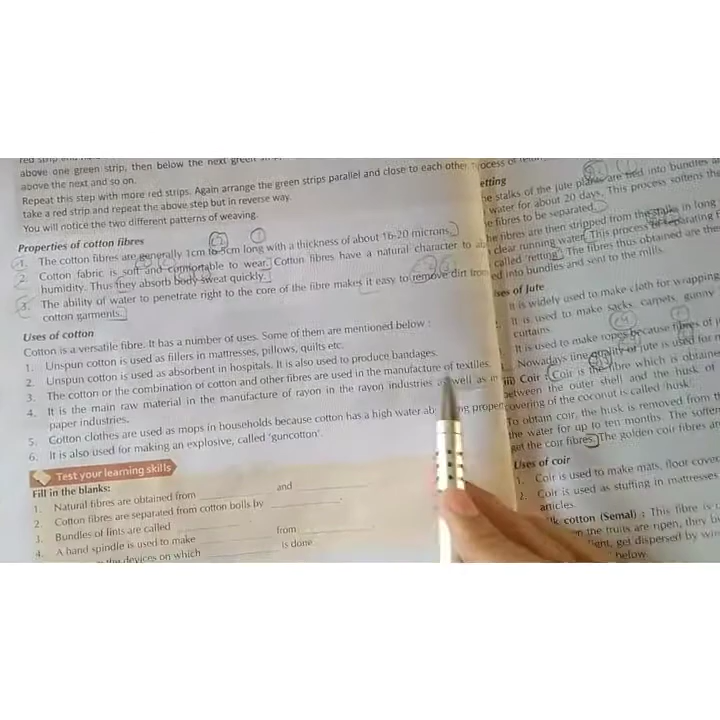 above one green strip, then below the next green
above the next and so on.
Repeat this step with more red strips. Again arrange the green strips parallel and close to each other.
take a red strip and repeat the above step but in reverse way.
You will notice the two different patterns of weaving.
Properties of cotton fibres
1. The cotton fibres are generally 1cm to 5cm long with a thickness of about 16-20 microns.
2. Cotton fabric is soft and comfortable to wear. Cotton fibres have a natural character to
humidity. Thus they absorb body sweat quickly.
3. The ability of water to penetrate right to the core of the fibre makes it easy to remove dirt from
cotton garments.
Uses of cotton
Cotton is a versatile fibre. It has a number of uses. Some of them are mentioned below :
1. Unspun cotton is used as fillers in mattresses, pillows, quilts etc.
2. Unspun cotton is used as absorbent in hospitals. It is also used to produce bandages.
3. The cotton or the combination of cotton and other fibres are used in the manufacture of textiles.
4. It is the main raw material in the manufacture of rayon in the rayon industries as well as in
paper industries.
5. Cotton clothes are used as mops in households because cotton has a high water
6. It is also used for making an explosive, called 'guncotton'.
Test your learning skills
Fill in the blanks:
1. Natural fibres are obtained from ________ and ________
2. Cotton fibres are separated from cotton bolls by ________.
3. Bundles of lints are called ________
4. A hand spindle is used to make ________ from ________
devices on which ________ is done
etting
stalks of the jute plants are tied into bundles
water for about 20 days. This process softens the
fibres to be separated.
fibres are then stripped from the stalks in long
clear running water. This process of separating
called 'retting'. The fibres thus obtained are
into bundles and sent to the mills.
Uses of Jute
It is widely used to make cloth for wrapping
It is used to make sacks, carpets, gunny
curtains.
It is used to make ropes because fibres of
Nowadays fine quality of jute is used for
iii) Coir : Coir is the fibre which is obtained
between the outer shell and the husk of
covering of the coconut is called 'husk'.
To obtain coir, the husk is removed from
the water for up to ten months. The
get the coir fibres. The golden coir fibres
Uses of coir
1. Coir is used to make mats, floor
2. Coir is used as stuffing in mattresses
articles.
cotton (Semal) : This fibre is
the fruits are ripen, they
get dispersed by
below.